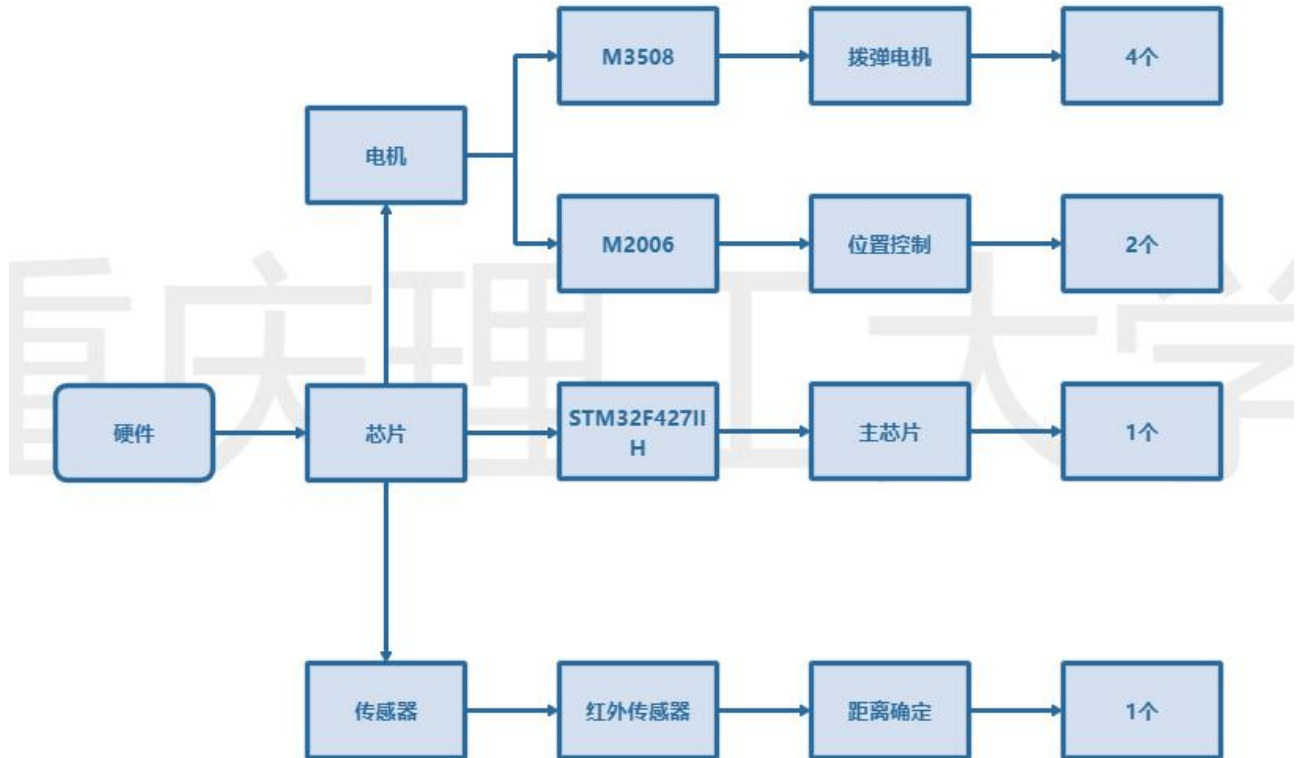 M3508
拨弹电机
4个
电机
M2006
位置控制
2个
重庆理工大学
硬件
芯片
STM32F427II
H
主芯片
1个
传感器
红外传感器
距离确定
1个